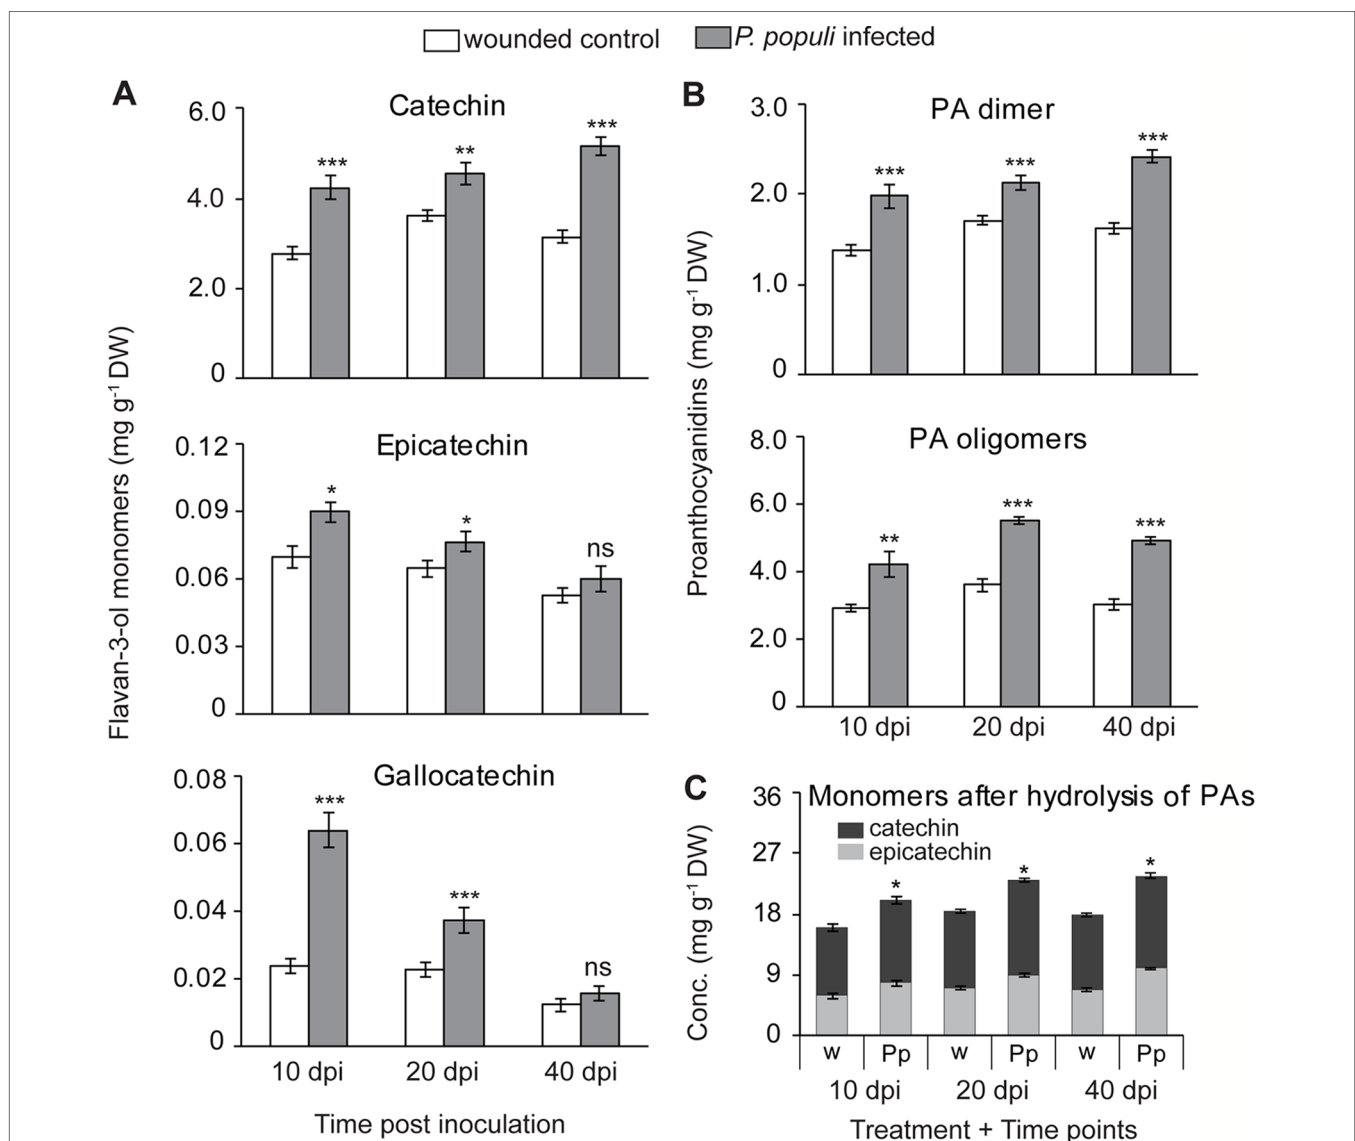 wounded control
P. populi infected
A
Catechin
Flavan-3-ol monomers (mg g-1 DW)
6.0
4.0
2.0
0
***
**
***
Epicatechin
0.12
0.09
0.06
0.03
0
*
*
ns
Gallocatechin
0.08
0.06
0.04
0.02
0
***
***
ns
10 dpi
20 dpi
40 dpi
Time post inoculation
B
PA dimer
Proanthocyanidins (mg g-1 DW)
3.0
2.0
1.0
0
***
***
***
PA oligomers
8.0
6.0
4.0
2.0
0
**
***
***
10 dpi
20 dpi
40 dpi
C
Monomers after hydrolysis of PAs
catechin
epicatechin
Conc. (mg g-1 DW)
36
27
18
9
0
*
*
*
w Pp w Pp w Pp
10 dpi
20 dpi
40 dpi
Treatment + Time points